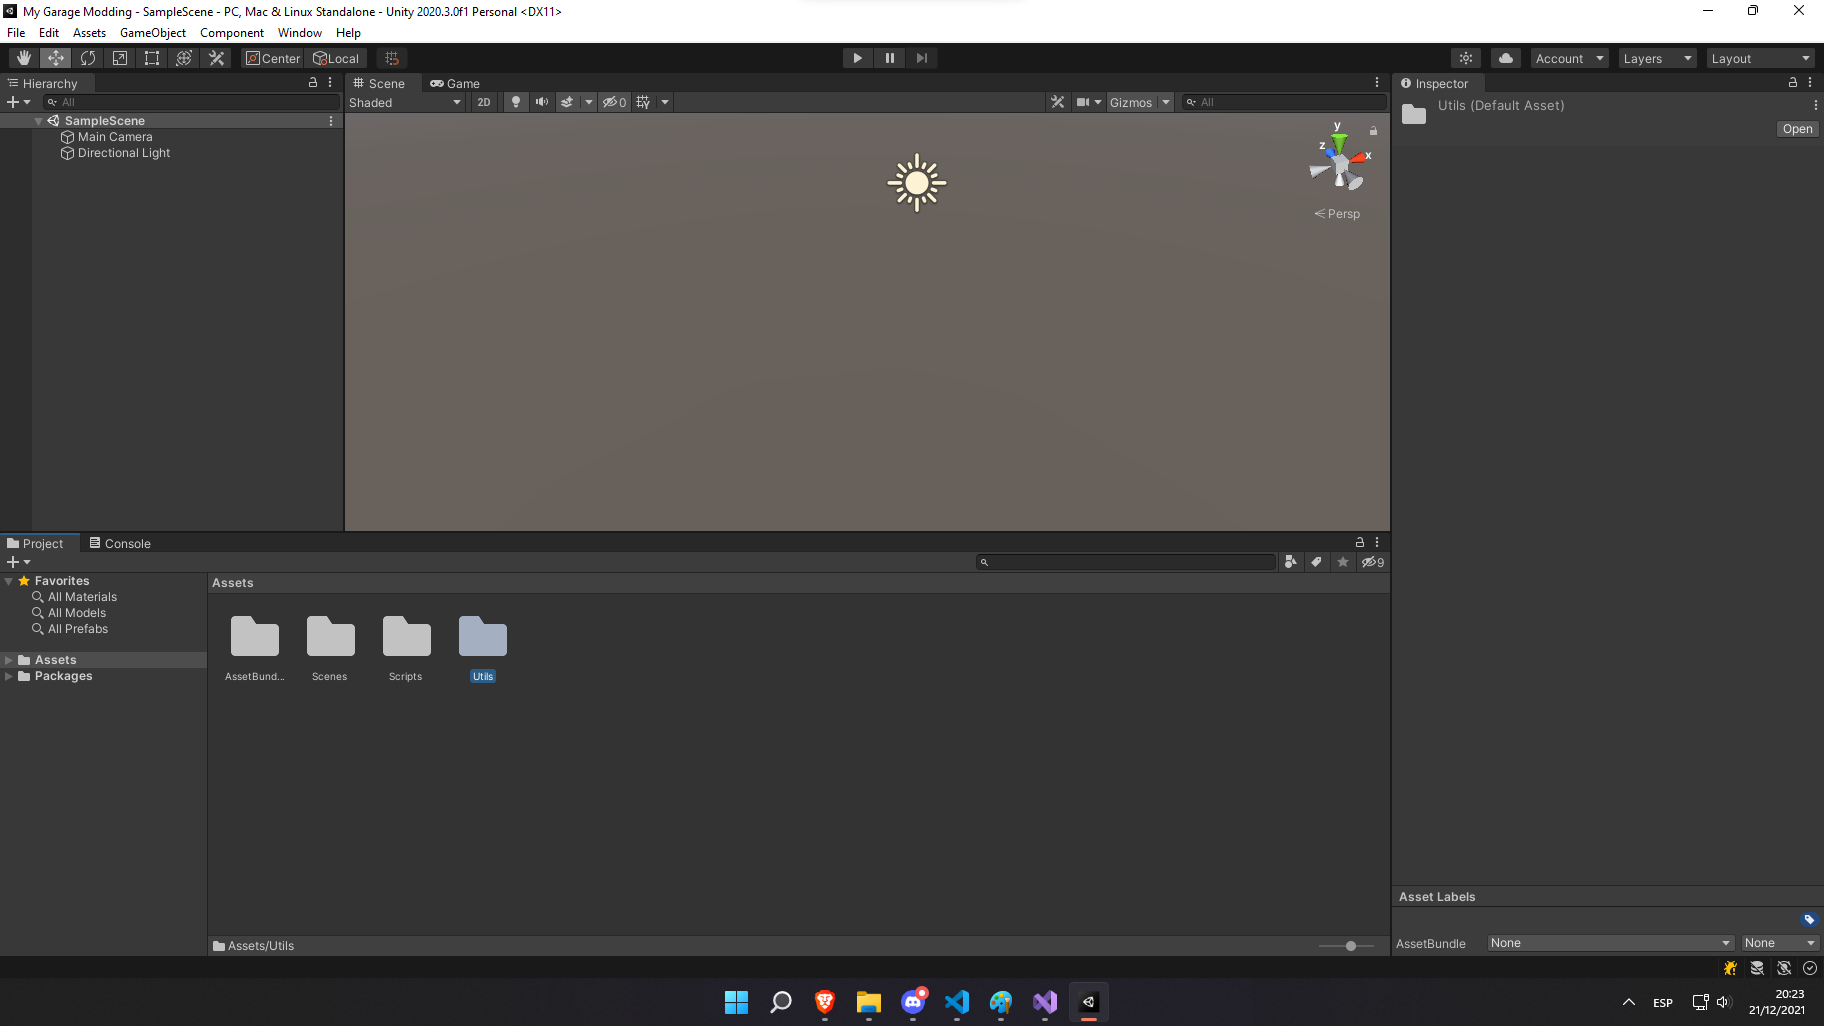 My Garage Modding - SampleScene - PC, Mac & Linux Standalone - Unity 2020.3.0f1 Personal <DX11>
File Edit Assets GameObject Component Window Help
Center Local Account Layers Layout
Hierarchy
All
SampleScene
Main Camera
Directional Light
Scene Game
Shaded 2D 0 Gizmos All
y
z
x
Persp
Inspector
Utils (Default Asset)
Open
Project Console
9
Favorites
All Materials
All Models
All Prefabs
Assets
Packages
Assets
AssetBund... Scenes Scripts Utils
Assets/Utils
Asset Labels
AssetBundle None None
ESP
20:23
21/12/2021